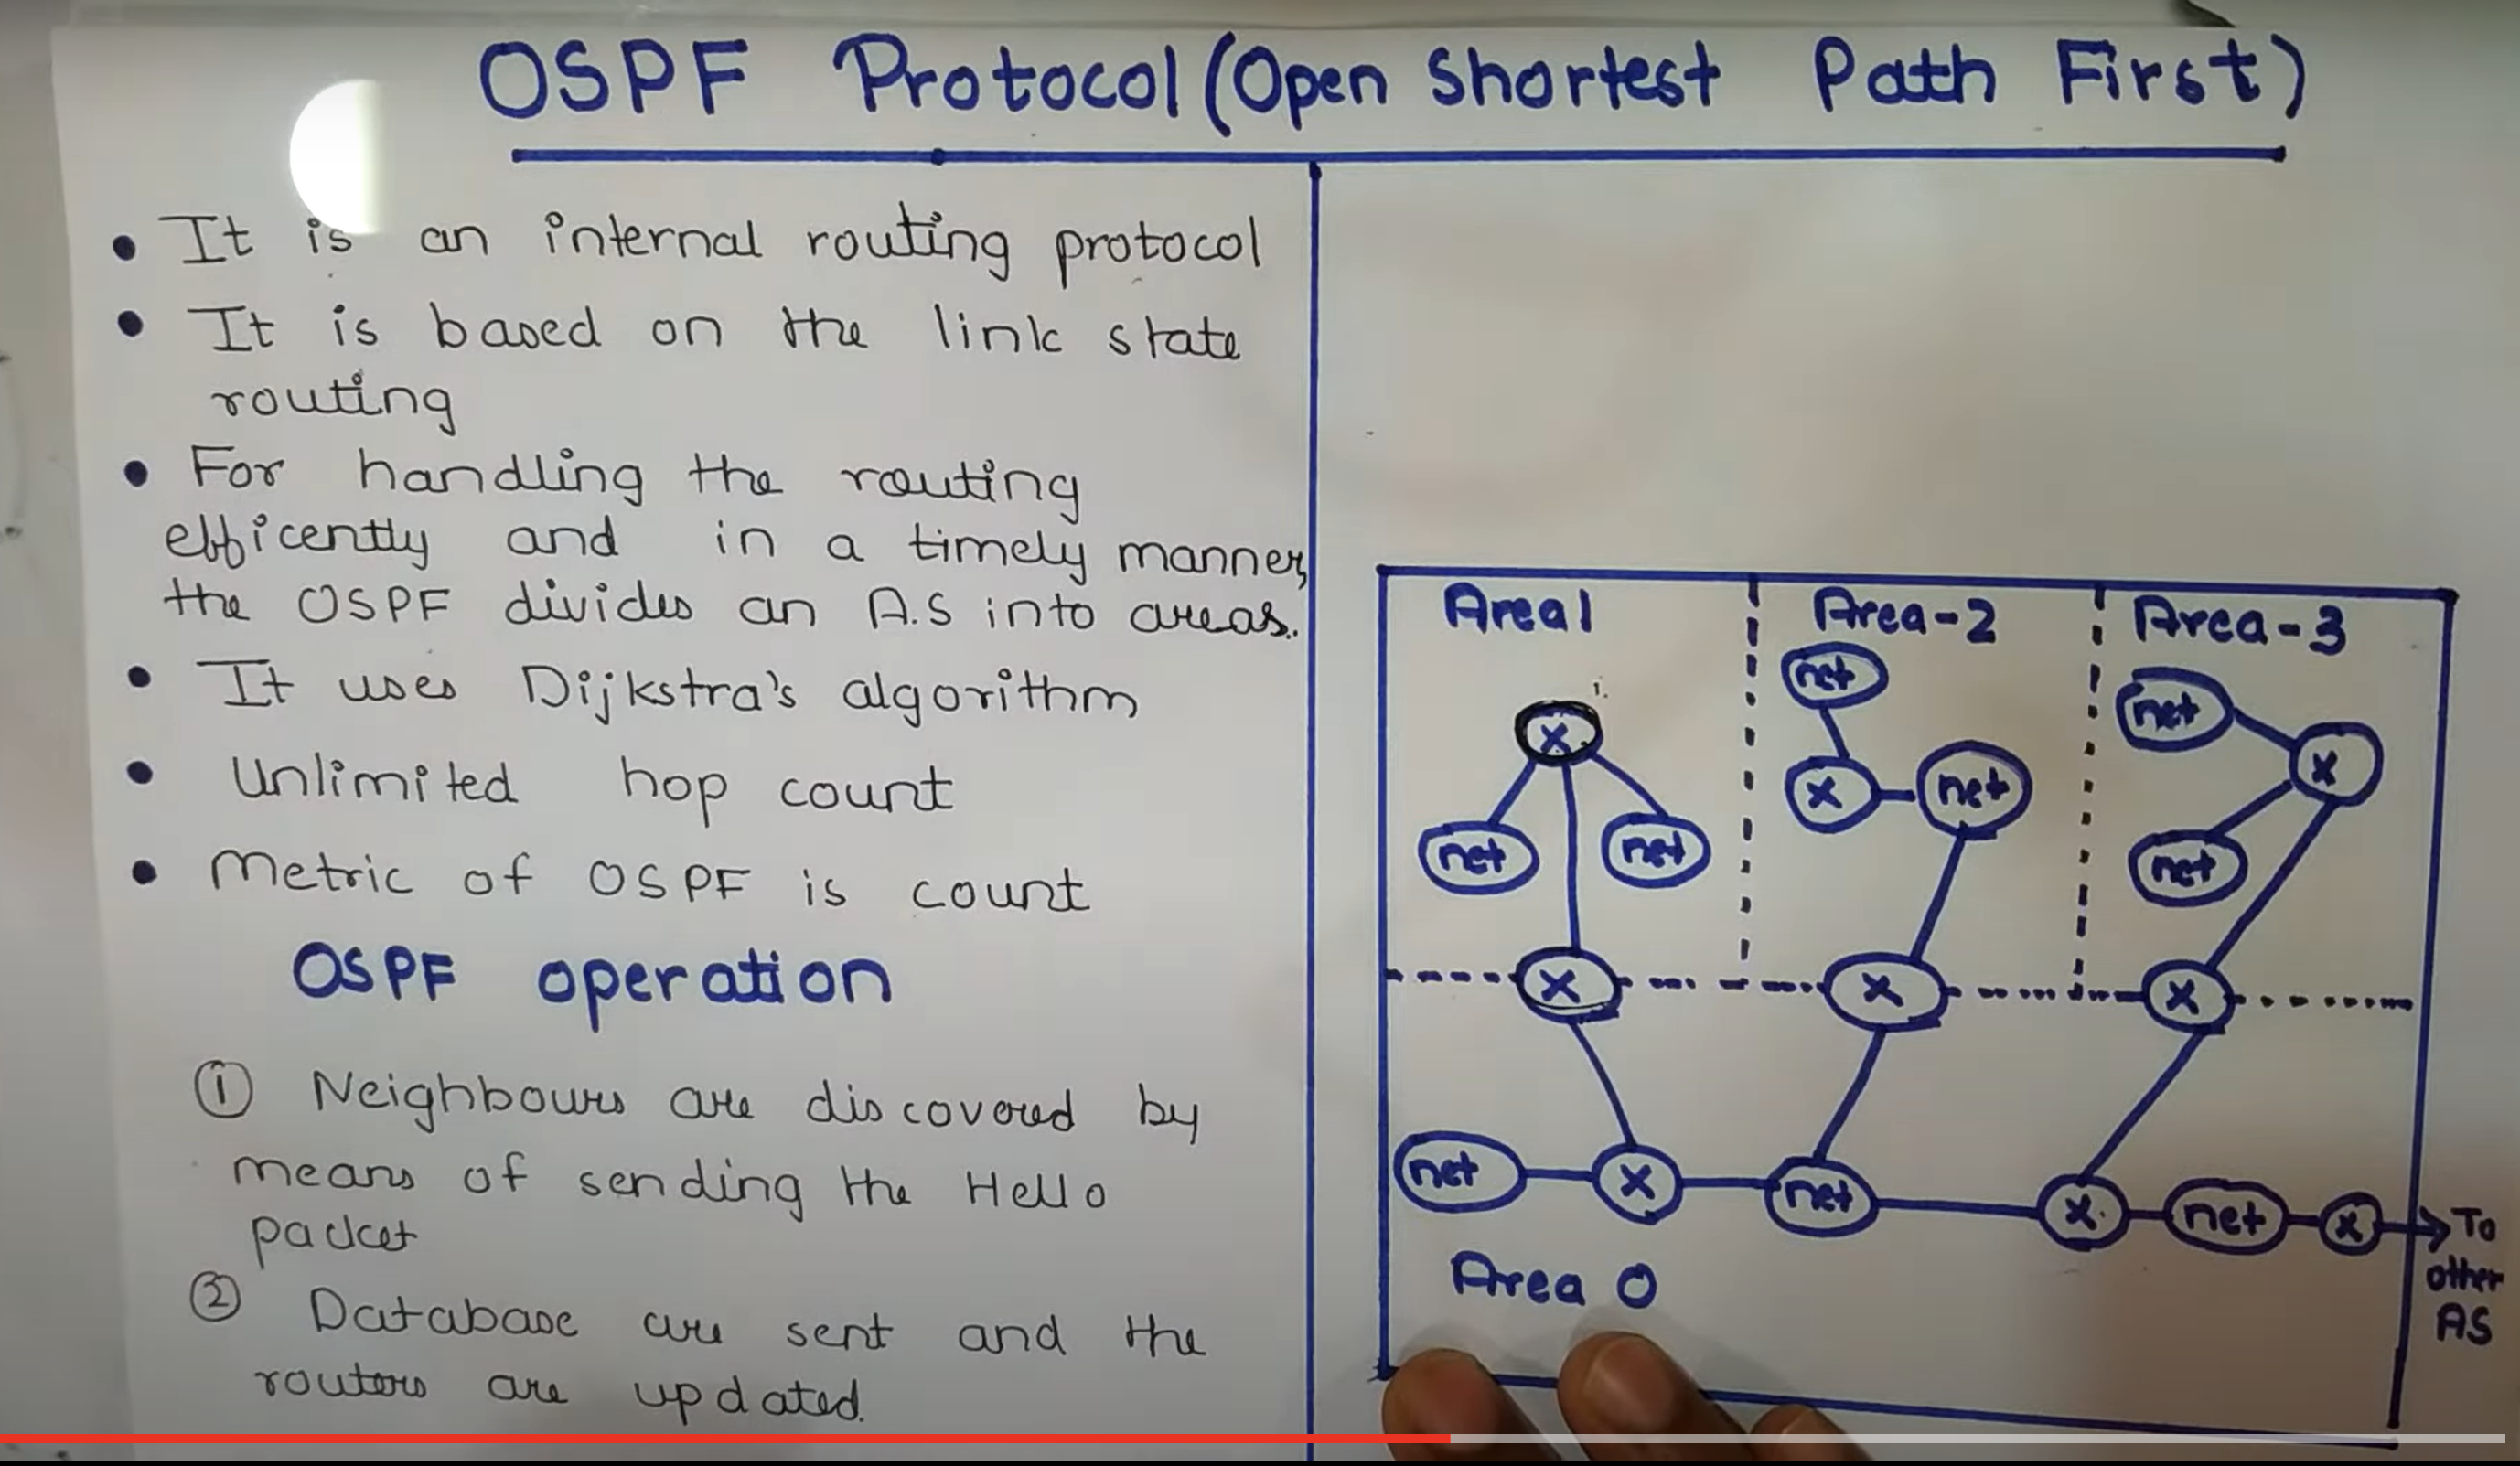 OSPF Protocol (Open Shortest Path First)
• It is an internal routing protocol
• It is based on the link state
routing
• For handling the routing
efficently and in a timely manner,
the OSPF divides an A.S into areas.
• It uses Dijkstra's algorithm
• Unlimited hop count
• Metric of OSPF is count
OSPF operation
① Neighbours are discovered by
means of sending the Hello
packet
② Database are sent and the
routers are updated.
Area 1
Area-2
Area-3
net
net
x
x
x
net
net
net
net
x
x
x
net
x
net
x
net
x
To
other
AS
Area 0